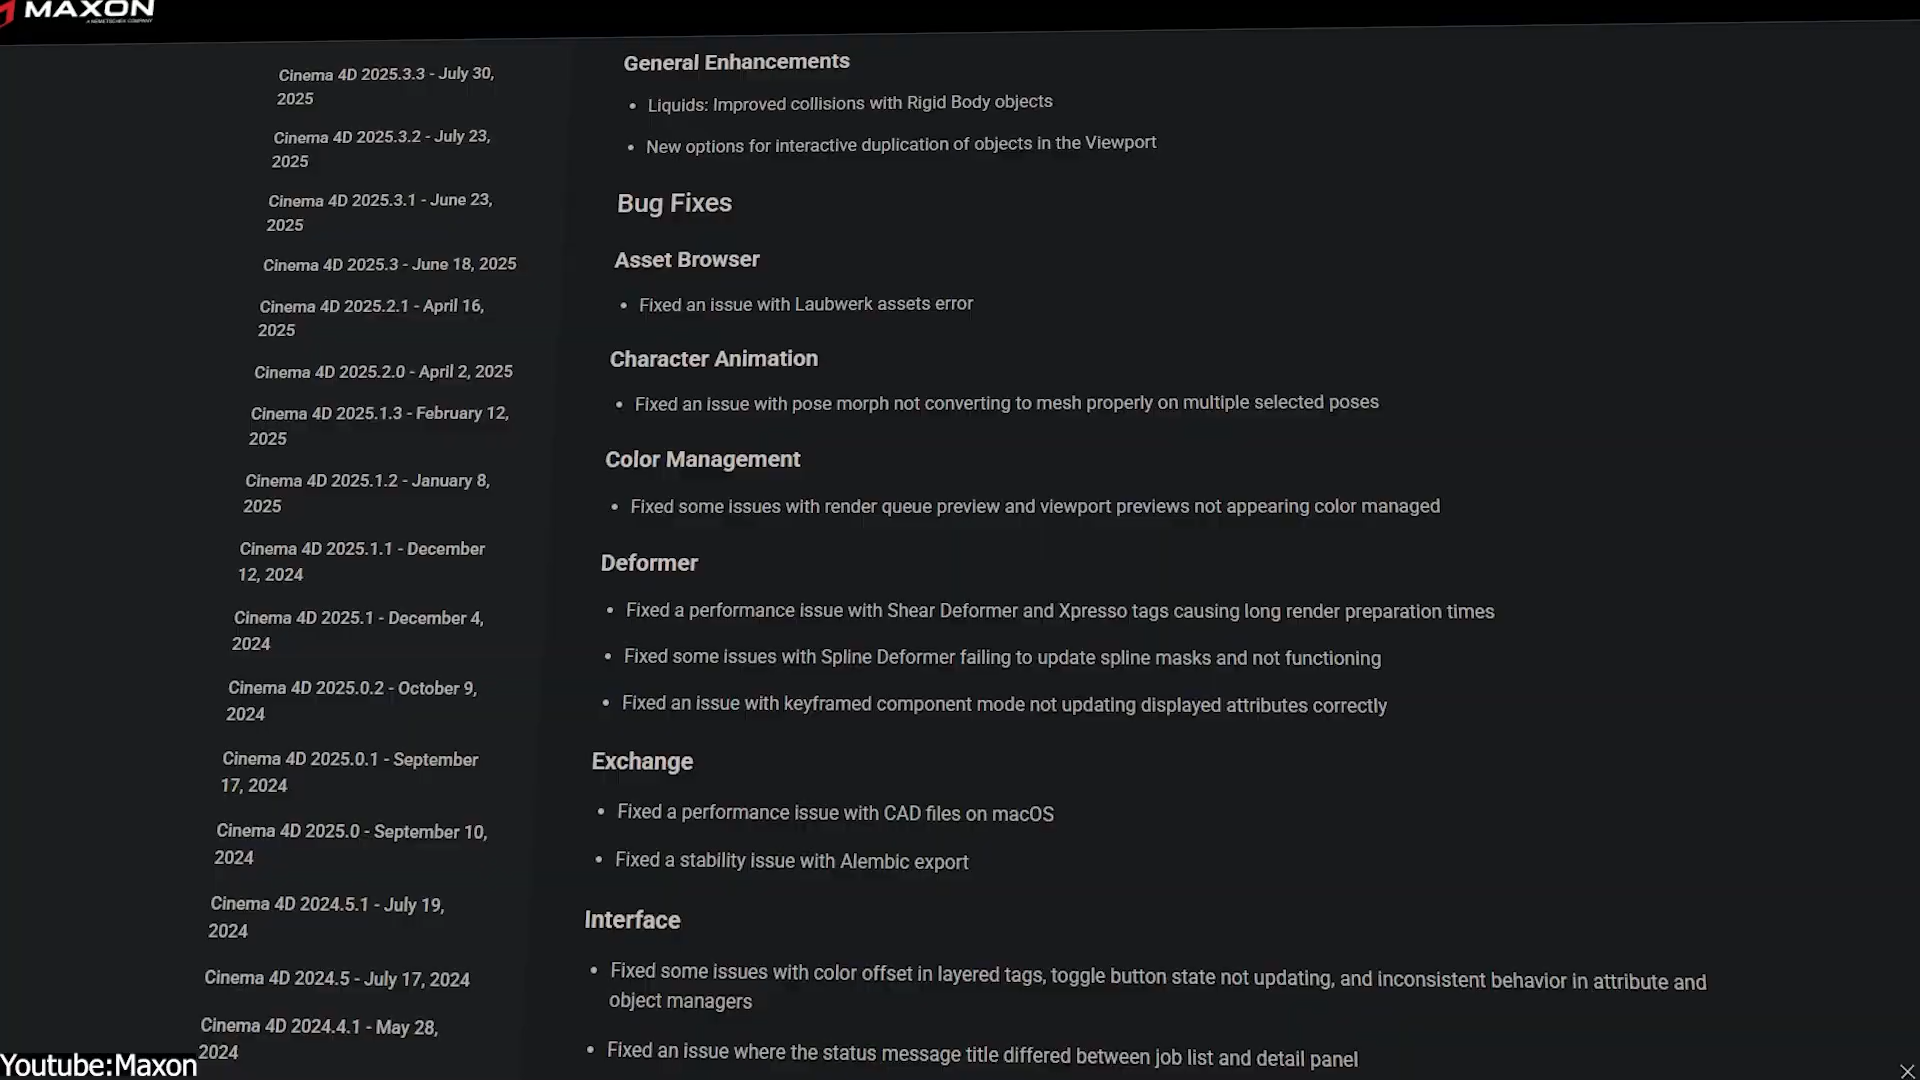 MAXON
A NEMETSCHEK COMPANY
Cinema 4D 2025.3.3 - July 30,
2025
Cinema 4D 2025.3.2 - July 23,
2025
Cinema 4D 2025.3.1 - June 23,
2025
Cinema 4D 2025.3 - June 18, 2025
Cinema 4D 2025.2.1 - April 16,
2025
Cinema 4D 2025.2.0 - April 2, 2025
Cinema 4D 2025.1.3 - February 12,
2025
Cinema 4D 2025.1.2 - January 8,
2025
Cinema 4D 2025.1.1 - December
12, 2024
Cinema 4D 2025.1 - December 4,
2024
Cinema 4D 2025.0.2 - October 9,
2024
Cinema 4D 2025.0.1 - September
17, 2024
Cinema 4D 2025.0 - September 10,
2024
Cinema 4D 2024.5.1 - July 19,
2024
Cinema 4D 2024.5 - July 17, 2024
Cinema 4D 2024.4.1 - May 28,
2024
General Enhancements
• Liquids: Improved collisions with Rigid Body objects
• New options for interactive duplication of objects in the Viewport
Bug Fixes
Asset Browser
• Fixed an issue with Laubwerk assets error
Character Animation
• Fixed an issue with pose morph not converting to mesh properly on multiple selected poses
Color Management
• Fixed some issues with render queue preview and viewport previews not appearing color managed
Deformer
• Fixed a performance issue with Shear Deformer and Xpresso tags causing long render preparation times
• Fixed some issues with Spline Deformer failing to update spline masks and not functioning
• Fixed an issue with keyframed component mode not updating displayed attributes correctly
Exchange
• Fixed a performance issue with CAD files on macOS
• Fixed a stability issue with Alembic export
Interface
• Fixed some issues with color offset in layered tags, toggle button state not updating, and inconsistent behavior in attribute and
object managers
• Fixed an issue where the status message title differed between job list and detail panel
Youtube:Maxon